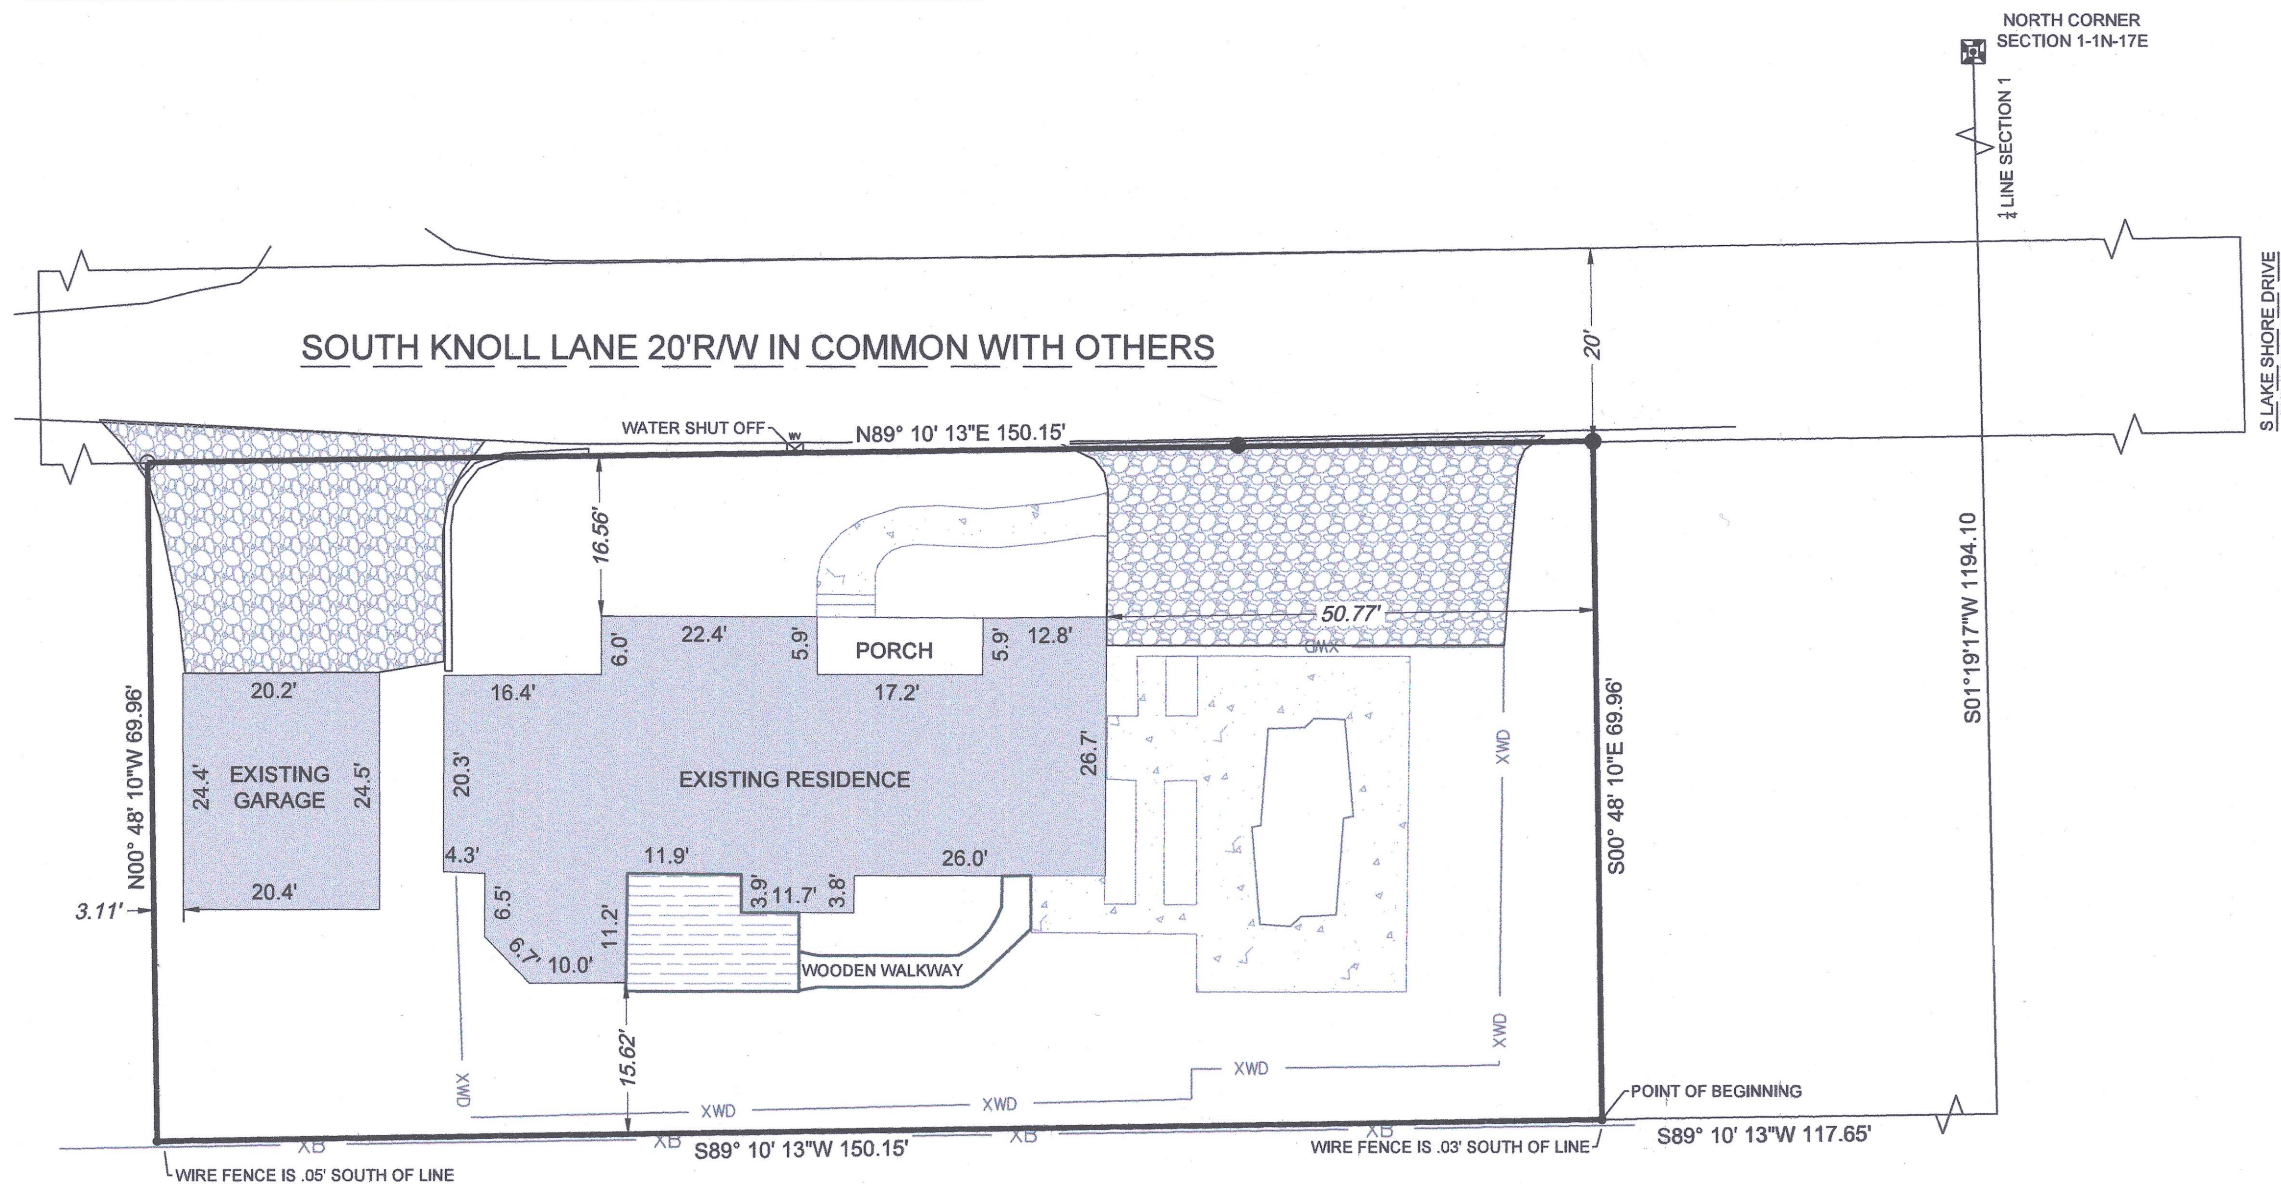 NORTH CORNER
SECTION 1-1N-17E
¼ LINE SECTION 1
S LAKE SHORE DRIVE
20'
SOUTH KNOLL LANE 20'R/W IN COMMON WITH OTHERS
WATER SHUT OFF
WV
N89° 10' 13"E 150.15'
16.56'
50.77'
22.4'
6.0'
5.9'
PORCH
5.9'
12.8'
17.2'
XWD
20.2'
16.4'
N00° 48' 10"W 69.96'
24.4'
EXISTING
GARAGE
24.5'
20.3'
EXISTING RESIDENCE
26.7'
XWD
S00° 48' 10"E 69.96'
S01°19'17"W 1194.10
4.3'
11.9'
26.0'
3.11'
20.4'
6.5'
11.2'
3.9'
11.7'
3.8'
6.7'
10.0'
WOODEN WALKWAY
15.62'
XWD
XWD
XWD
XWD
XWD
POINT OF BEGINNING
XB
XB
S89° 10' 13"W 150.15'
XB
XB
WIRE FENCE IS .03' SOUTH OF LINE
S89° 10' 13"W 117.65'
WIRE FENCE IS .05' SOUTH OF LINE